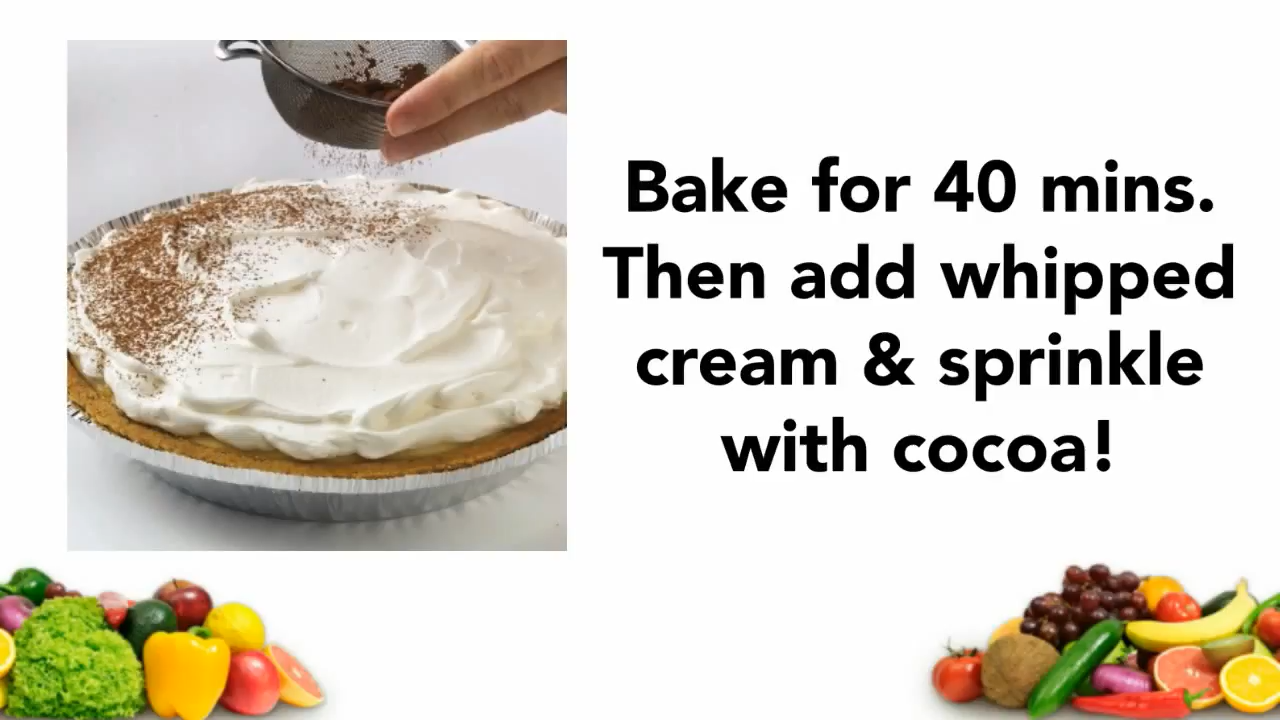 Bake for 40 mins.
Then add whipped
cream & sprinkle
with cocoa!